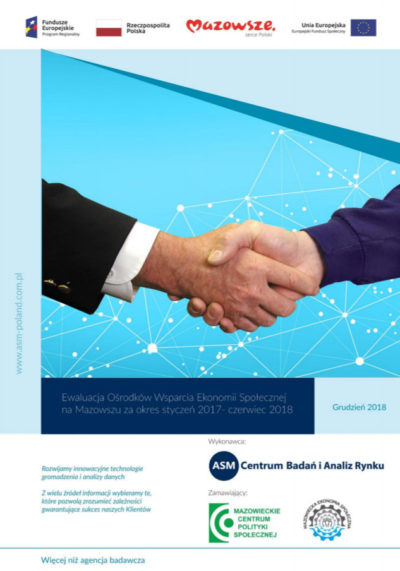 Fundusze
Europejskie
Program Regionalny
Rzeczpospolita
Polska
Mazowsze.
serce Polski
Unia Europejska
Europejski Fundusz Społeczny
www.asm-poland.com.pl
Ewaluacja Ośrodków Wsparcia Ekonomii Społecznej
na Mazowszu za okres styczeń 2017- czerwiec 2018
Grudzień 2018
Wykonawca:
ASM Centrum Badań i Analiz Rynku
Rozwijamy innowacyjne technologie
gromadzenia i analizy danych
Z wielu źródeł informacji wybieramy te,
które pozwolą zrozumieć zależności
gwarantujące sukces naszych Klientów
Zamawiający:
MAZOWIECKIE
CENTRUM
POLITYKI
SPOŁECZNEJ
MAZOWIECKA EKONOMIA SPOŁECZNA
Więcej niż agencja badawcza